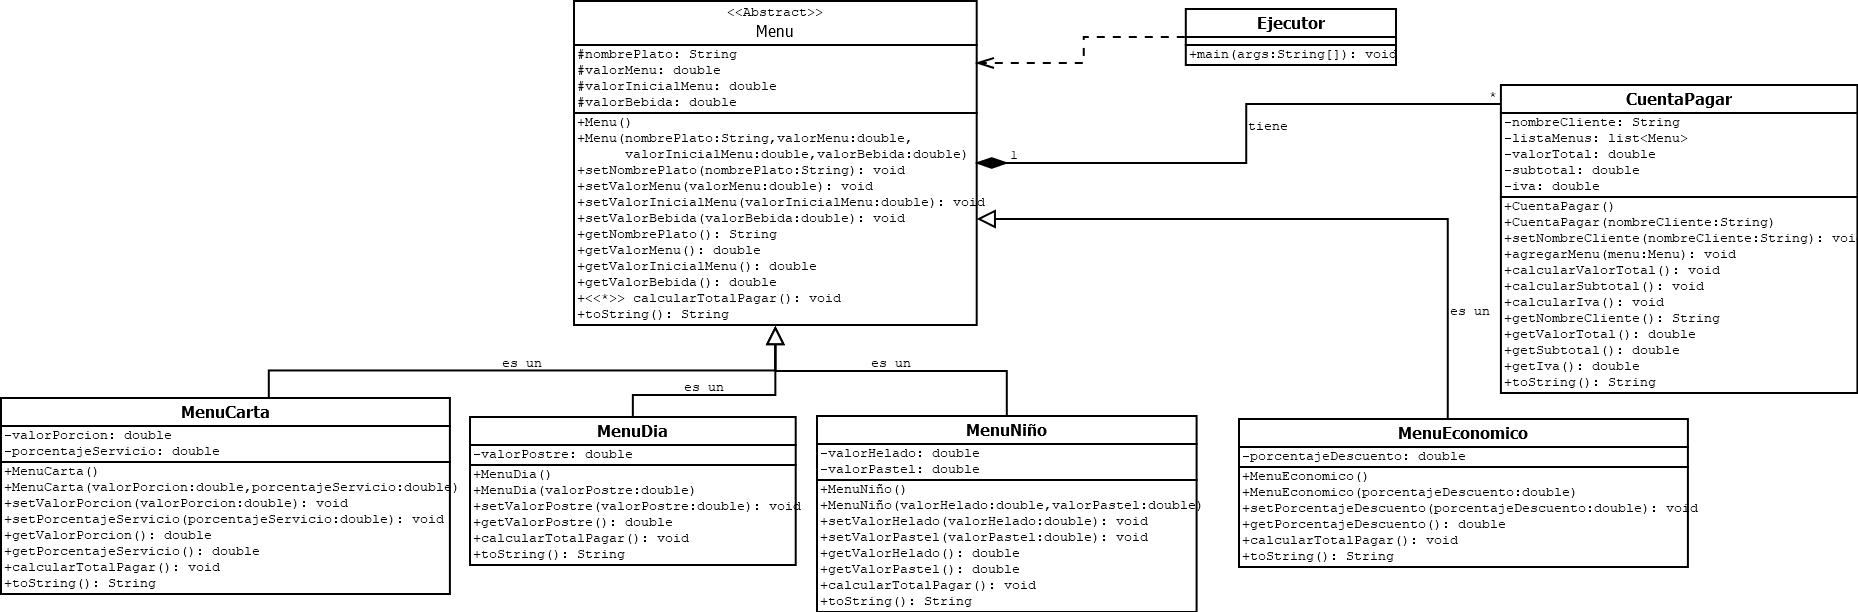 <<Abstract>>
Menu
#nombrePlato: String
#valorMenu: double
#valorInicialMenu: double
#valorBebida: double
+Menu()
+Menu(nombrePlato:String,valorMenu:double,
valorInicialMenu:double,valorBebida:double)
+setNombrePlato(nombrePlato:String): void
+setValorMenu(valorMenu:double): void
+setValorInicialMenu(valorInicialMenu:double): void
+setValorBebida(valorBebida:double): void
+getNombrePlato(): String
+getValorMenu(): double
+getValorInicialMenu(): double
+getValorBebida(): double
+<<*>> calcularTotalPagar(): void
+toString(): String
Ejecutor
+main(args:String[]): void
*
tiene
1
CuentaPagar
-nombreCliente: String
-listaMenus: list<Menu>
-valorTotal: double
-subtotal: double
-iva: double
+CuentaPagar()
+CuentaPagar(nombreCliente:String)
+setNombreCliente(nombreCliente:String): voi
+agregarMenu(menu:Menu): void
+calcularValorTotal(): void
+calcularSubtotal(): void
+calcularIva(): void
+getNombreCliente(): String
+getValorTotal(): double
+getSubtotal(): double
+getIva(): double
+toString(): String
es un
es un
es un
es un
MenuCarta
-valorPorcion: double
-porcentajeServicio: double
+MenuCarta()
+MenuCarta(valorPorcion:double,porcentajeServicio:double)
+setValorPorcion(valorPorcion:double): void
+setPorcentajeServicio(porcentajeServicio:double): void
+getValorPorcion(): double
+getPorcentajeServicio(): double
+calcularTotalPagar(): void
+toString(): String
MenuDia
-valorPostre: double
+MenuDia()
+MenuDia(valorPostre:double)
+setValorPostre(valorPostre:double): void
+getValorPostre(): double
+calcularTotalPagar(): void
+toString(): String
MenuNiño
-valorHelado: double
-valorPastel: double
+MenuNiño()
+MenuNiño(valorHelado:double,valorPastel:double)
+setValorHelado(valorHelado:double): void
+setValorPastel(valorPastel:double): void
+getValorHelado(): double
+getValorPastel(): double
+calcularTotalPagar(): void
+toString(): String
MenuEconomico
-porcentajeDescuento: double
+MenuEconomico()
+MenuEconomico(porcentajeDescuento:double)
+setPorcentajeDescuento(porcentajeDescuento:double): void
+getPorcentajeDescuento(): double
+calcularTotalPagar(): void
+toString(): String